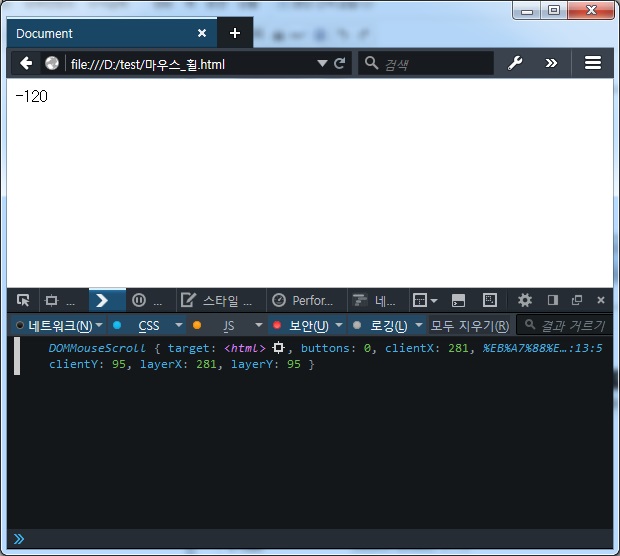 Document
file:///D:/test/마우스_휠.html
검색
-120
... ... 스타일 ... Perfor... 네...
네트워크(N) CSS JS 보안(U) 로깅(L) 모두 지우기(R) 결과 거르기
DOMMouseScroll { target: <html> , buttons: 0, clientX: 281, %EB%A7%88%E…:13:5
clientY: 95, layerX: 281, layerY: 95 }